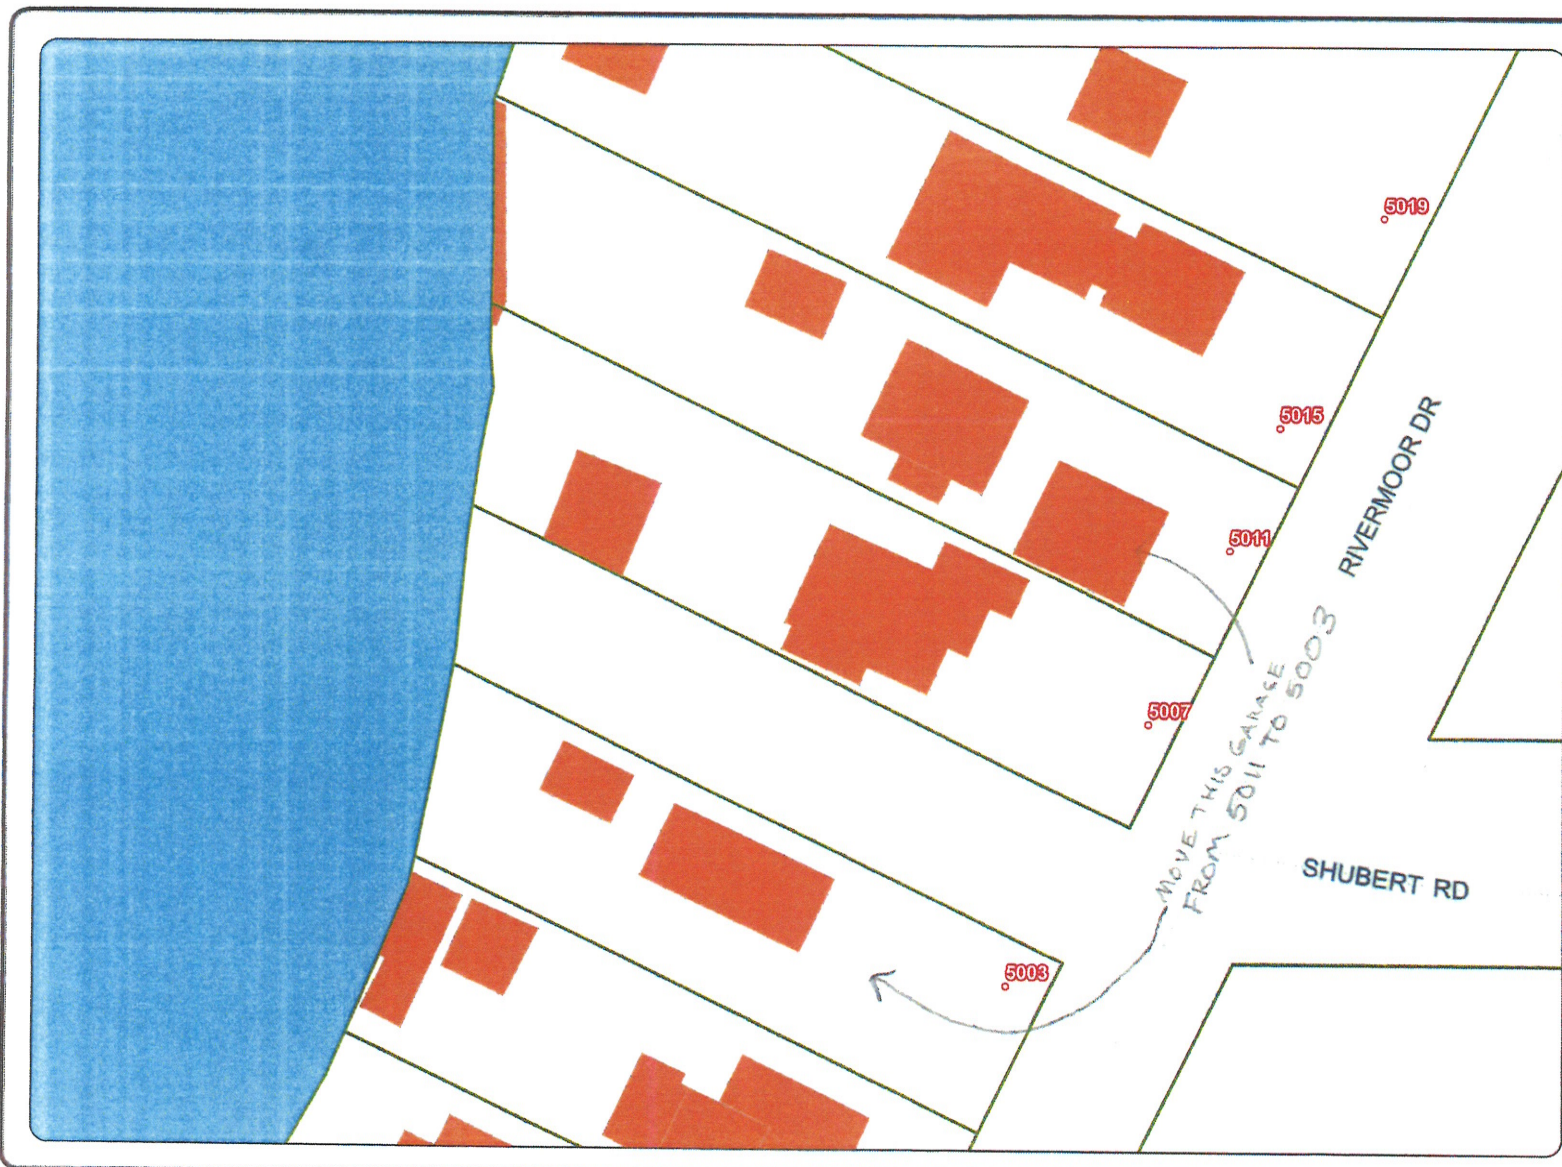 5019
5015
RIVERMOOR DR
5011
MOVE THIS GARAGE
FROM 5011 TO 5003
5007
SHUBERT RD
5003